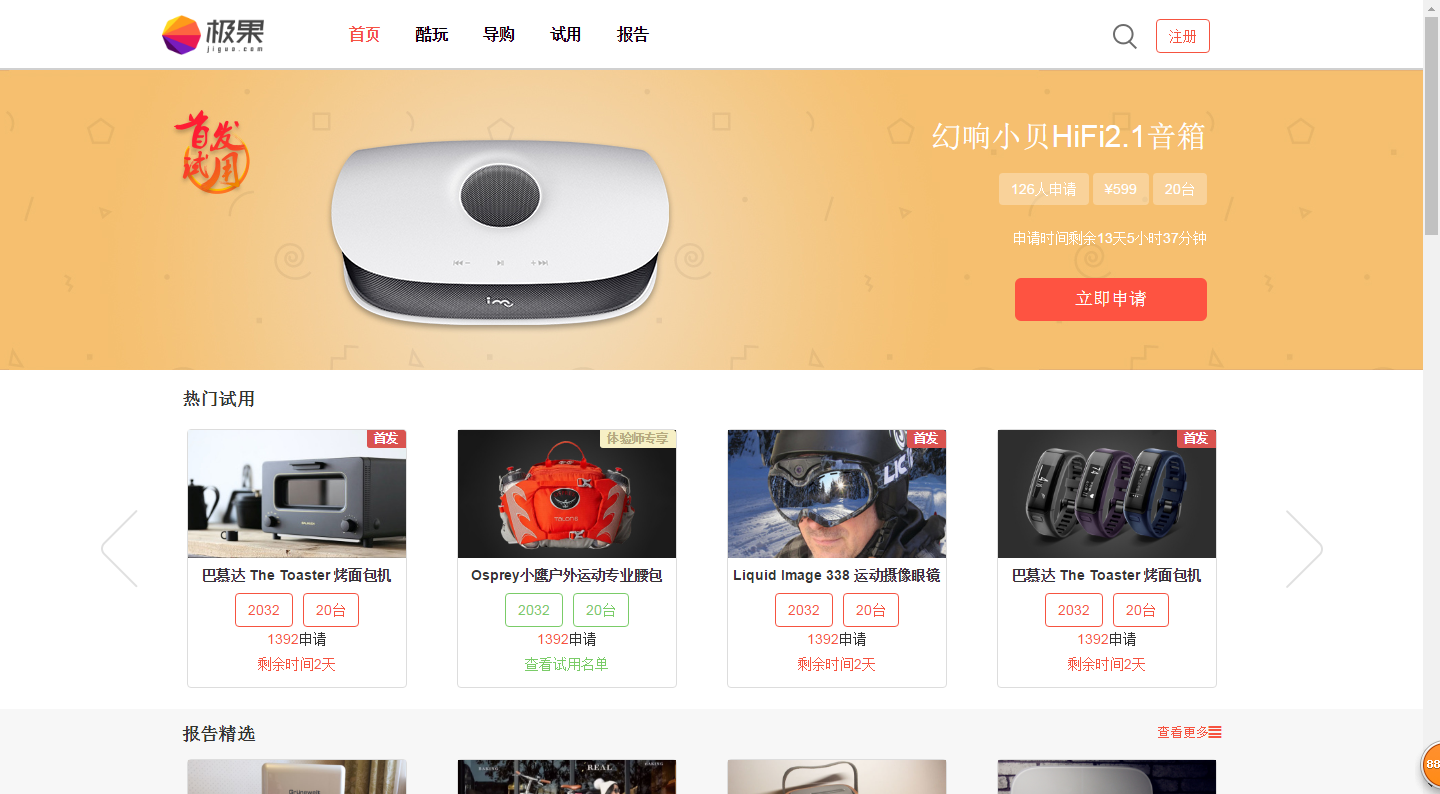 极果
jiguo.com
首页 酷玩 导购 试用 报告
注册
首发
试用
幻响小贝HiFi2.1音箱
126人申请 ¥599 20台
申请时间剩余13天5小时37分钟
立即申请
热门试用
首发 体验师专享 首发 首发
巴慕达 The Toaster 烤面包机 Osprey小鹰户外运动专业腰包 Liquid Image 338 运动摄像眼镜 巴慕达 The Toaster 烤面包机
2032 20台 2032 20台 2032 20台 2032 20台
1392申请 1392申请 1392申请 1392申请
剩余时间2天 查看试用名单 剩余时间2天 剩余时间2天
报告精选 查看更多
REAL
88